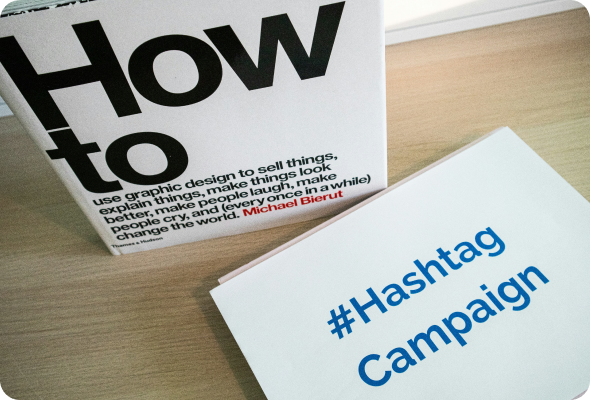 How
to
use graphic design to sell things,
explain things, make things look
better, make people laugh, make
people cry, and (every once in a while)
change the world. Michael Bierut
Thames & Hudson
#Hashtag
Campaign